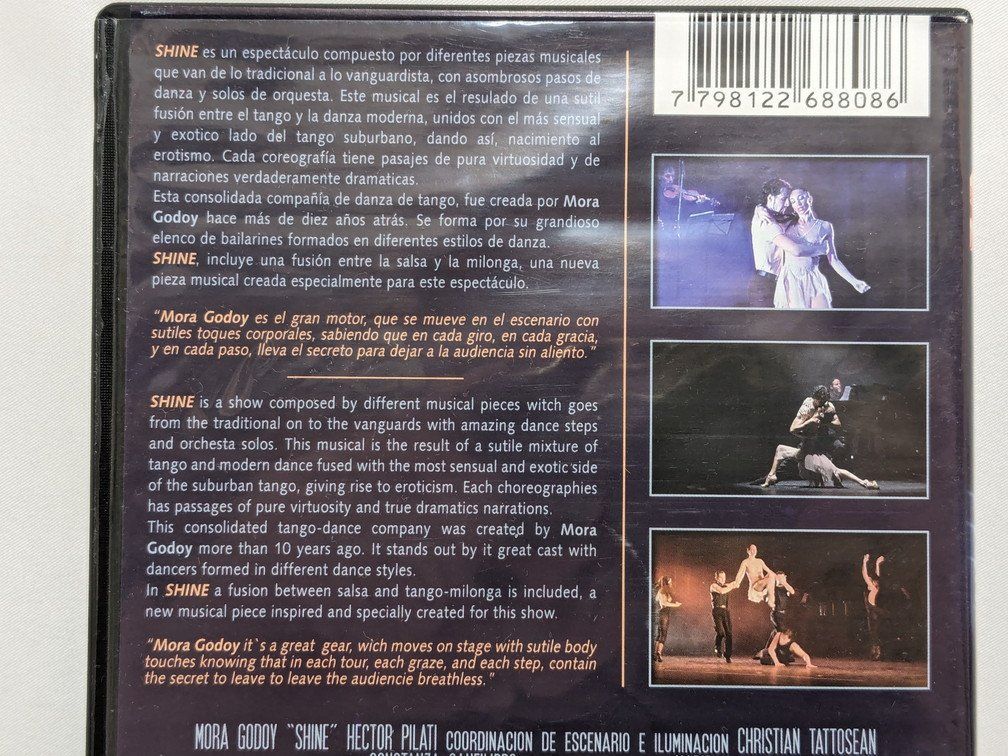 SHINE es un espectáculo compuesto por diferentes piezas musicales
que van de lo tradicional a lo vanguardista, con asombrosos pasos de
danza y solos de orquesta. Este musical es el resulado de una sutil
fusión entre el tango y la danza moderna, unidos con el más sensual
y exotico lado del tango suburbano, dando así, nacimiento al
erotismo. Cada coreografía tiene pasajes de pura virtuosidad y de
narraciones verdaderamente dramaticas.
Esta consolidada compañía de danza de tango, fue creada por Mora
Godoy hace más de diez años atrás. Se forma por su grandioso
elenco de bailarines formados en diferentes estilos de danza.
SHINE, incluye una fusión entre la salsa y la milonga, una nueva
pieza musical creada especialmente para este espectáculo.
"Mora Godoy es el gran motor, que se mueve en el escenario con
sutiles toques corporales, sabiendo que en cada giro, en cada gracia,
y en cada paso, lleva el secreto para dejar a la audiencia sin aliento."
SHINE is a show composed by different musical pieces witch goes
from the traditional on to the vanguards with amazing dance steps
and orchesta solos. This musical is the result of a sutile mixture of
tango and modern dance fused with the most sensual and exotic side
of the suburban tango, giving rise to eroticism. Each choreographies
has passages of pure virtuosity and true dramatics narrations.
This consolidated tango-dance company was created by Mora
Godoy more than 10 years ago. It stands out by it great cast with
dancers formed in different dance styles.
In SHINE a fusion between salsa and tango-milonga is included, a
new musical piece inspired and specially created for this show.
"Mora Godoy it`s a great gear, wich moves on stage with sutile body
touches knowing that in each tour, each graze, and each step, contain
the secret to leave to leave the audiencie breathless."
7 798122 688086
MORA GODOY "SHINE" HECTOR PILATI COORDINACION DE ESCENARIO E ILUMINACION CHRISTIAN TATTOSEAN